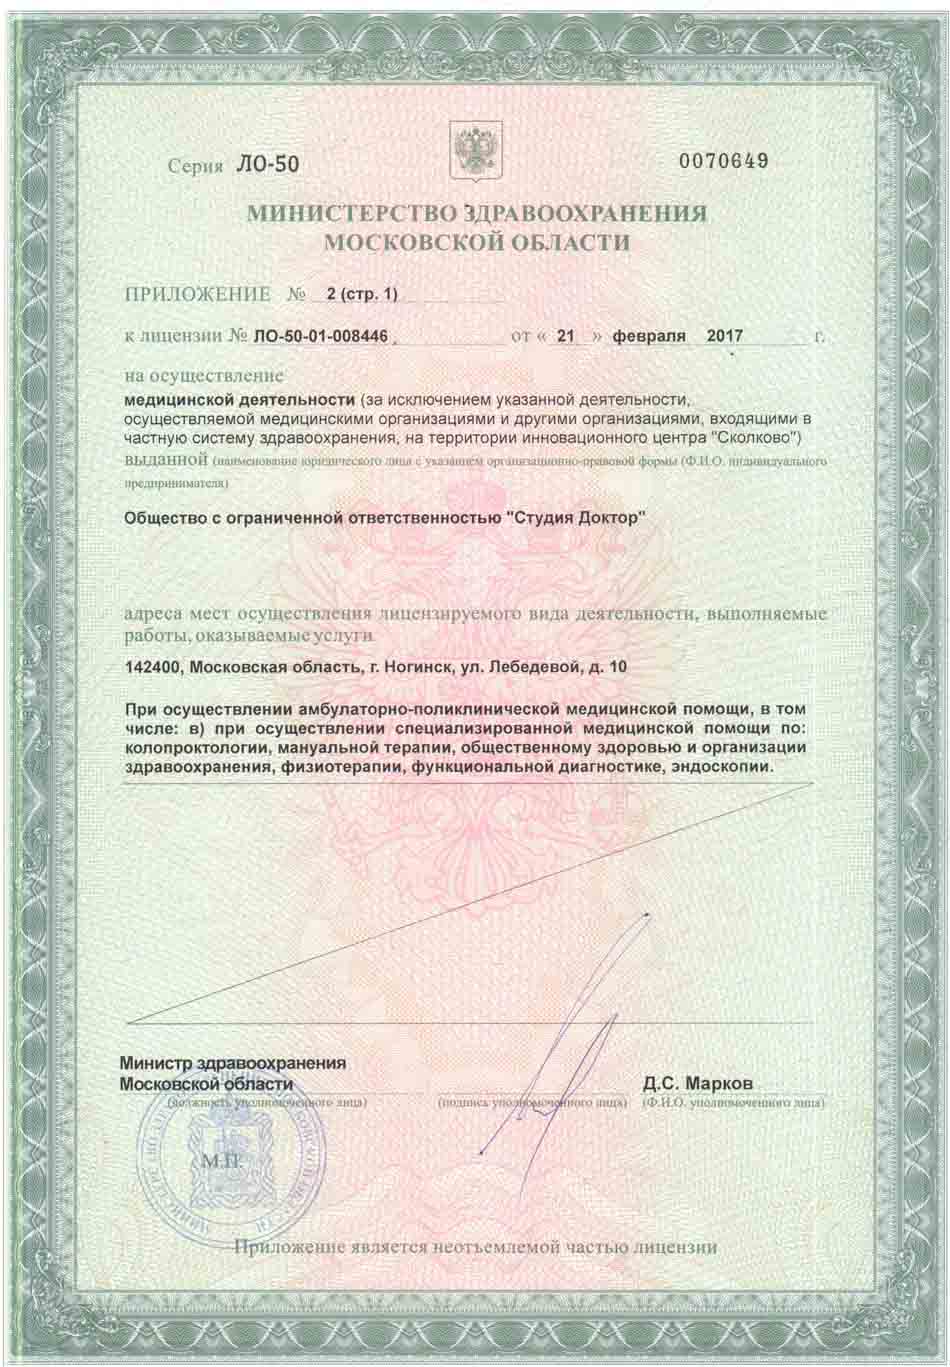 Серия ЛО-50
0070649
МИНИСТЕРСТВО ЗДРАВООХРАНЕНИЯ
МОСКОВСКОЙ ОБЛАСТИ
ПРИЛОЖЕНИЕ № 2 (стр. 1)
к лицензии № ЛО-50-01-008446 от « 21 » февраля 2017 г.
на осуществление
медицинской деятельности (за исключением указанной деятельности,
осуществляемой медицинскими организациями и другими организациями, входящими в
частную систему здравоохранения, на территории инновационного центра "Сколково")
выданной (наименование юридического лица с указанием организационно-правовой формы (Ф.И.О. индивидуального
предпринимателя)
Общество с ограниченной ответственностью "Студия Доктор"
адреса мест осуществления лицензируемого вида деятельности, выполняемые
работы, оказываемые услуги
142400, Московская область, г. Ногинск, ул. Лебедевой, д. 10
При осуществлении амбулаторно-поликлинической медицинской помощи, в том
числе: в) при осуществлении специализированной медицинской помощи по:
колопроктологии, мануальной терапии, общественному здоровью и организации
здравоохранения, физиотерапии, функциональной диагностике, эндоскопии.
Министр здравоохранения
Московской области
Д.С. Марков
(должность уполномоченного лица) (подпись уполномоченного лица) (Ф.И.О. уполномоченного лица)
М.П.
Приложение является неотъемлемой частью лицензии